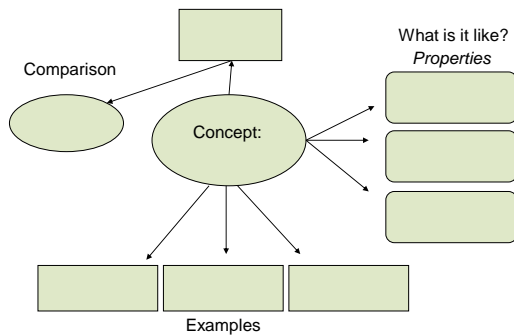 What is it like?
Properties
Comparison
Concept:
Examples